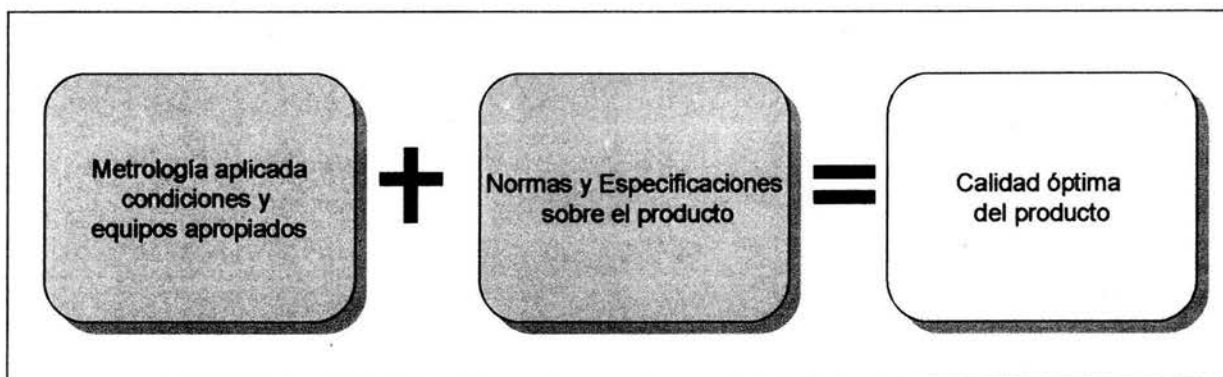 Metrología aplicada
condiciones y
equipos apropiados
+
Normas y Especificaciones
sobre el producto
=
Calidad óptima
del producto